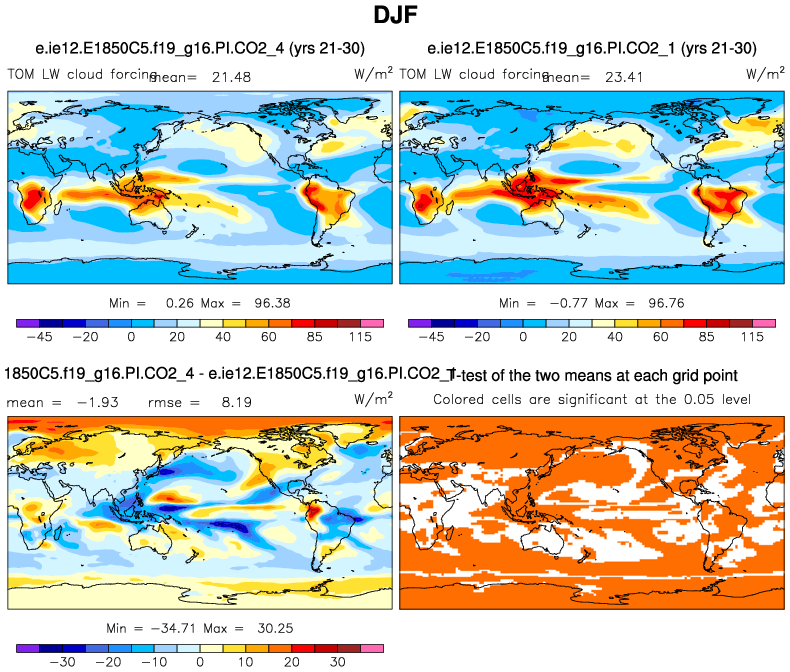 DJF
e.ie12.E1850C5.f19_g16.PI.CO2_4 (yrs 21-30)
e.ie12.E1850C5.f19_g16.PI.CO2_1 (yrs 21-30)
TOM LW cloud forcing mean= 21.48 W/m²
TOM LW cloud forcing mean= 23.41 W/m²
Min = 0.26 Max = 96.38
Min = −0.77 Max = 96.76
−45 −20 0 20 40 60 85 115
−45 −20 0 20 40 60 85 115
1850C5.f19_g16.PI.CO2_4 - e.ie12.E1850C5.f19_g16.PI.CO2_1
T-test of the two means at each grid point
mean = −1.93 rmse = 8.19 W/m²
Colored cells are significant at the 0.05 level
Min = −34.71 Max = 30.25
−30 −20 −10 0 10 20 30